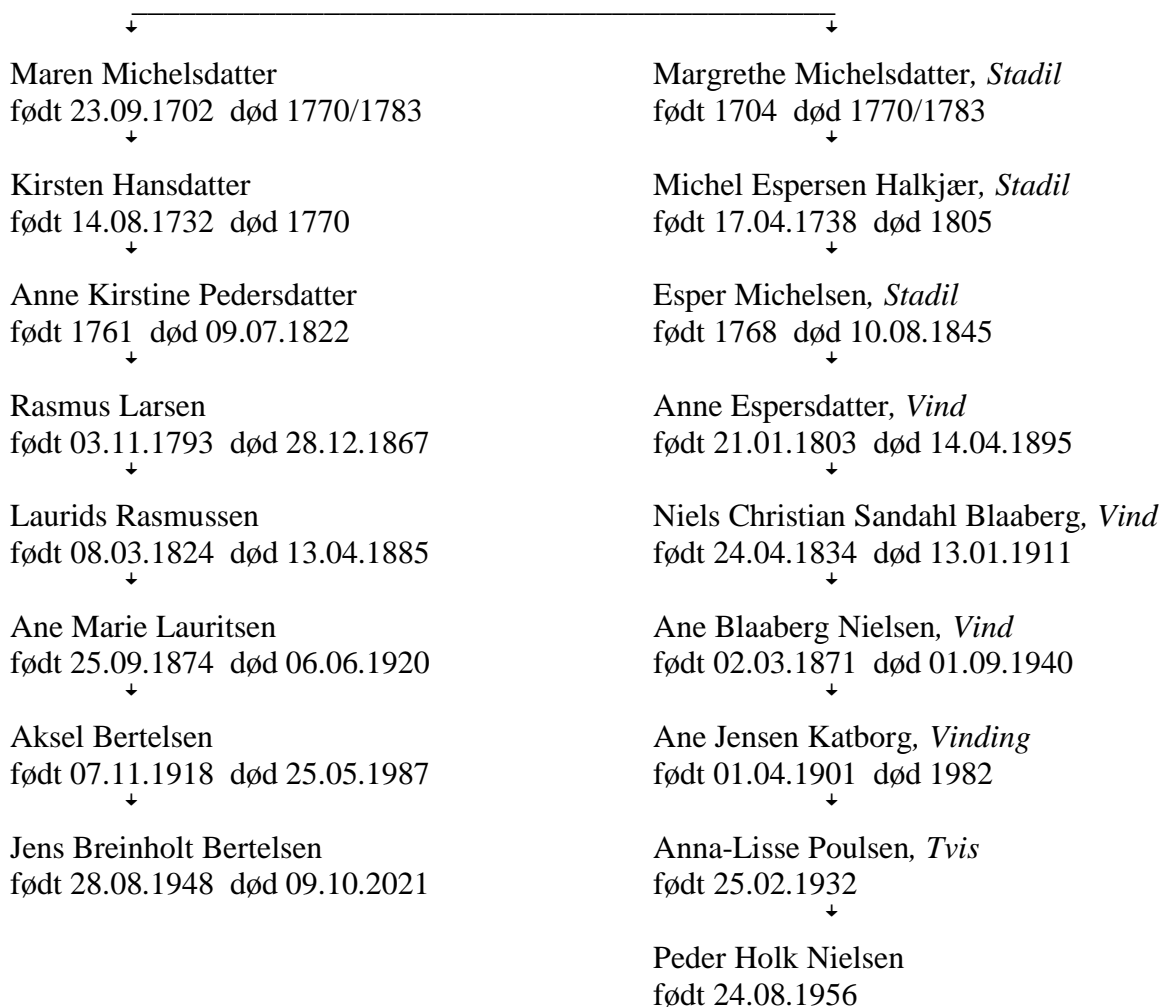 Maren Michelsdatter
født 23.09.1702  død 1770/1783
Kirsten Hansdatter
født 14.08.1732  død 1770
Anne Kirstine Pedersdatter
født 1761  død 09.07.1822
Rasmus Larsen
født 03.11.1793  død 28.12.1867
Laurids Rasmussen
født 08.03.1824  død 13.04.1885
Ane Marie Lauritsen
født 25.09.1874  død 06.06.1920
Aksel Bertelsen
født 07.11.1918  død 25.05.1987
Jens Breinholt Bertelsen
født 28.08.1948  død 09.10.2021
Margrethe Michelsdatter, Stadil
født 1704  død 1770/1783
Michel Espersen Halkjær, Stadil
født 17.04.1738  død 1805
Esper Michelsen, Stadil
født 1768  død 10.08.1845
Anne Espersdatter, Vind
født 21.01.1803  død 14.04.1895
Niels Christian Sandahl Blaaberg, Vind
født 24.04.1834  død 13.01.1911
Ane Blaaberg Nielsen, Vind
født 02.03.1871  død 01.09.1940
Ane Jensen Katborg, Vinding
født 01.04.1901  død 1982
Anna-Lisse Poulsen, Tvis
født 25.02.1932
Peder Holk Nielsen
født 24.08.1956